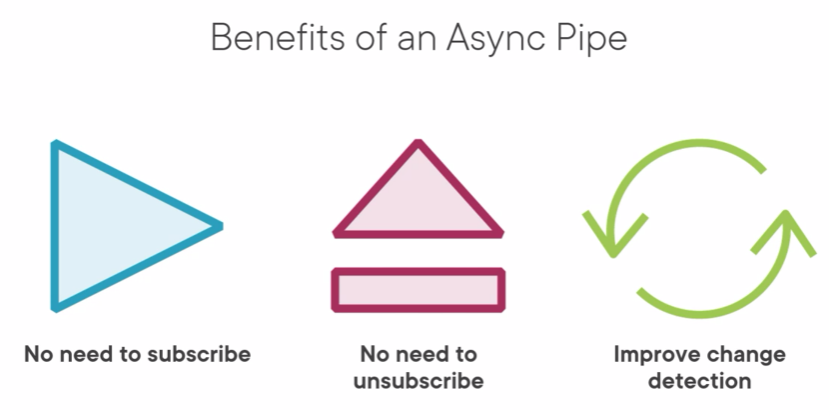 Benefits of an Async Pipe
No need to subscribe
No need to
unsubscribe
Improve change
detection